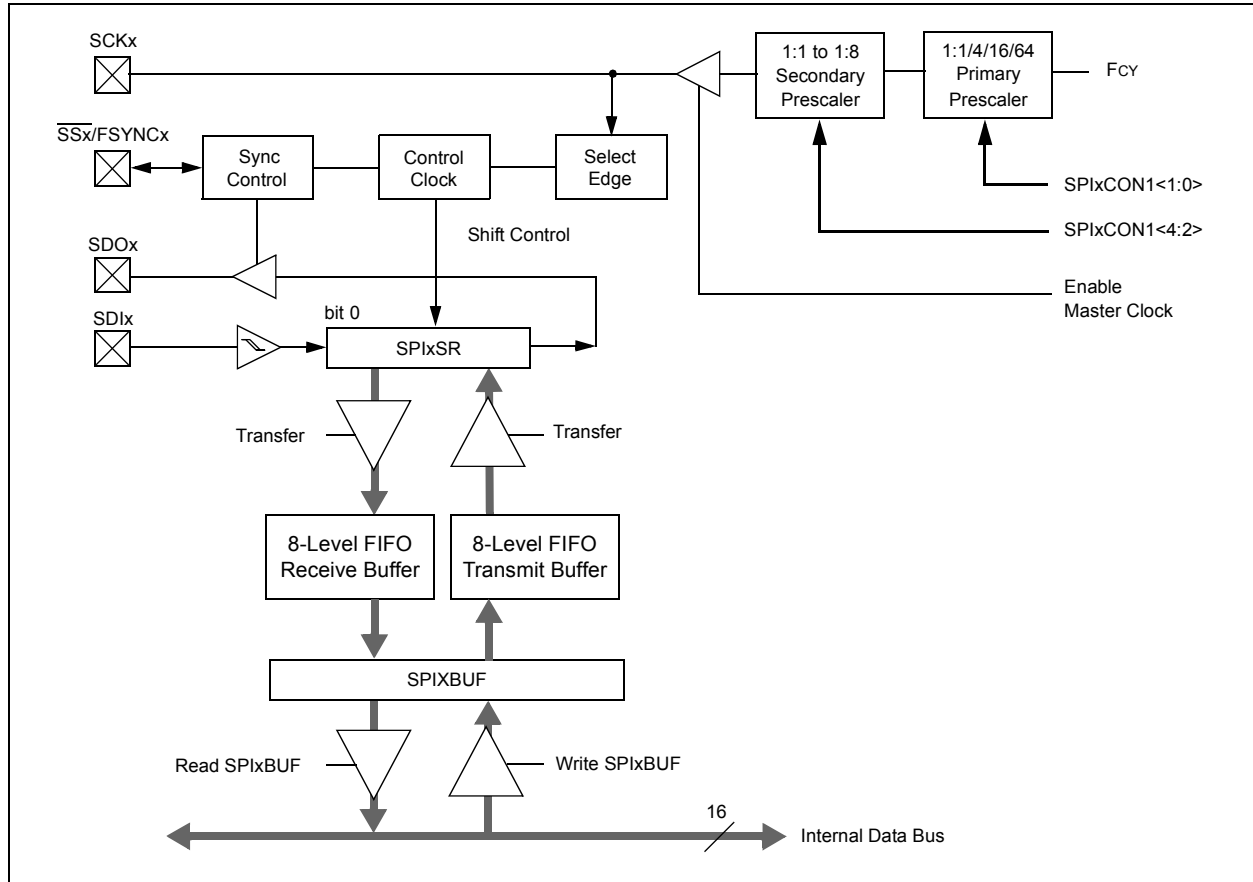 SCKx
1:1 to 1:8
Secondary
Prescaler
1:1/4/16/64
Primary
Prescaler
FCY
SSx/FSYNCx
Sync
Control
Control
Clock
Select
Edge
SPIxCON1<1:0>
SPIxCON1<4:2>
Shift Control
SDOx
Enable
Master Clock
bit 0
SDIx
SPIxSR
Transfer
Transfer
8-Level FIFO
Receive Buffer
8-Level FIFO
Transmit Buffer
SPIXBUF
Read SPIxBUF
Write SPIxBUF
16
Internal Data Bus